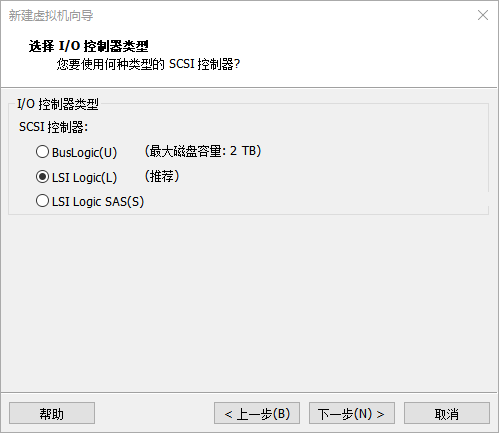 新建虚拟机向导
选择 I/O 控制器类型
您要使用何种类型的 SCSI 控制器?
I/O 控制器类型
SCSI 控制器:
BusLogic(U) (最大磁盘容量: 2 TB)
LSI Logic(L) (推荐)
LSI Logic SAS(S)
帮助 < 上一步(B) 下一步(N) > 取消